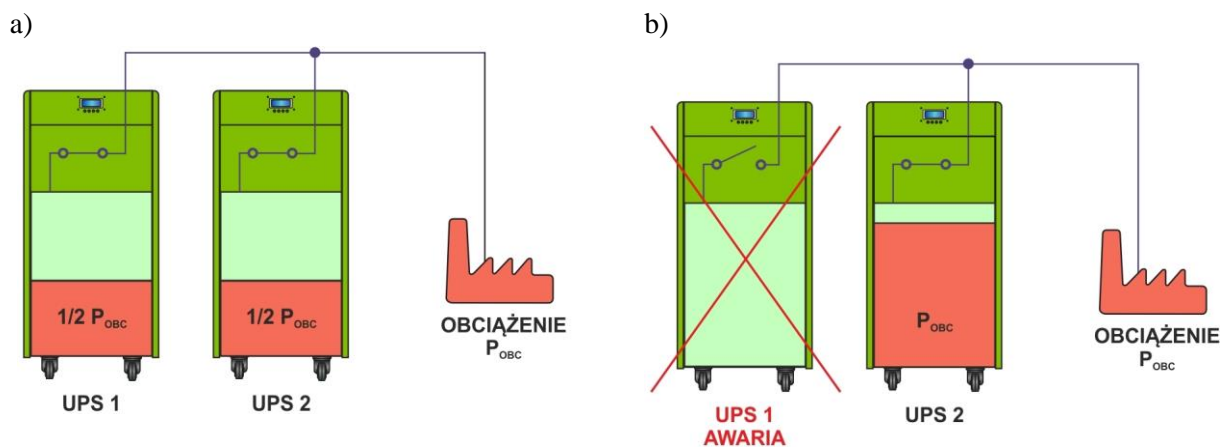 a)
1/2 POBC
1/2 POBC
UPS 1
UPS 2
OBCIĄŻENIE
POBC
b)
POBC
UPS 1
AWARIA
UPS 2
OBCIĄŻENIE
POBC